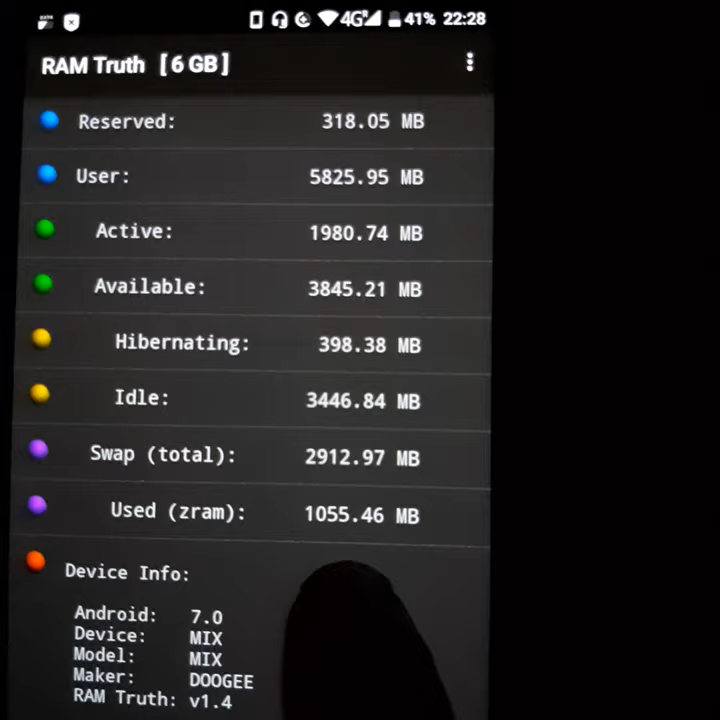 4G R 41% 22:28
RAM Truth [ 6 GB ]
Reserved: 318.05 MB
User: 5825.95 MB
Active: 1980.74 MB
Available: 3845.21 MB
Hibernating: 398.38 MB
Idle: 3446.84 MB
Swap (total): 2912.97 MB
Used (zram): 1055.46 MB
Device Info:
Android: 7.0
Device: MIX
Model: MIX
Maker: DOOGEE
RAM Truth: v1.4